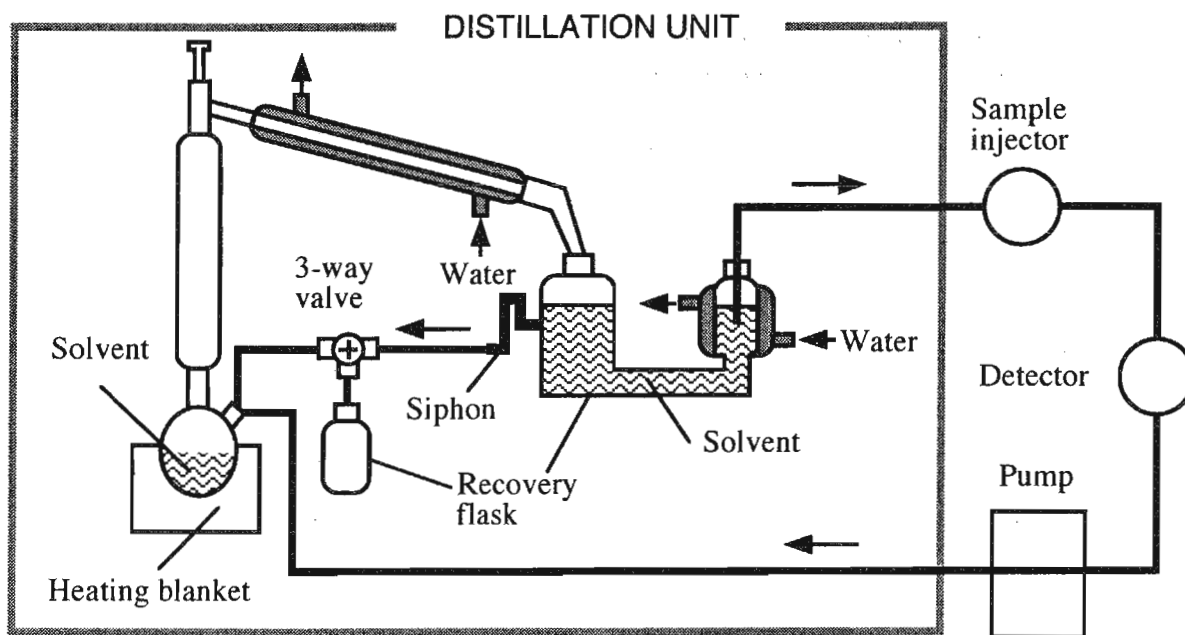 DISTILLATION UNIT
Sample
injector
Water
3-way
valve
Solvent
Water
Siphon
Detector
Solvent
Recovery
flask
Pump
Heating blanket